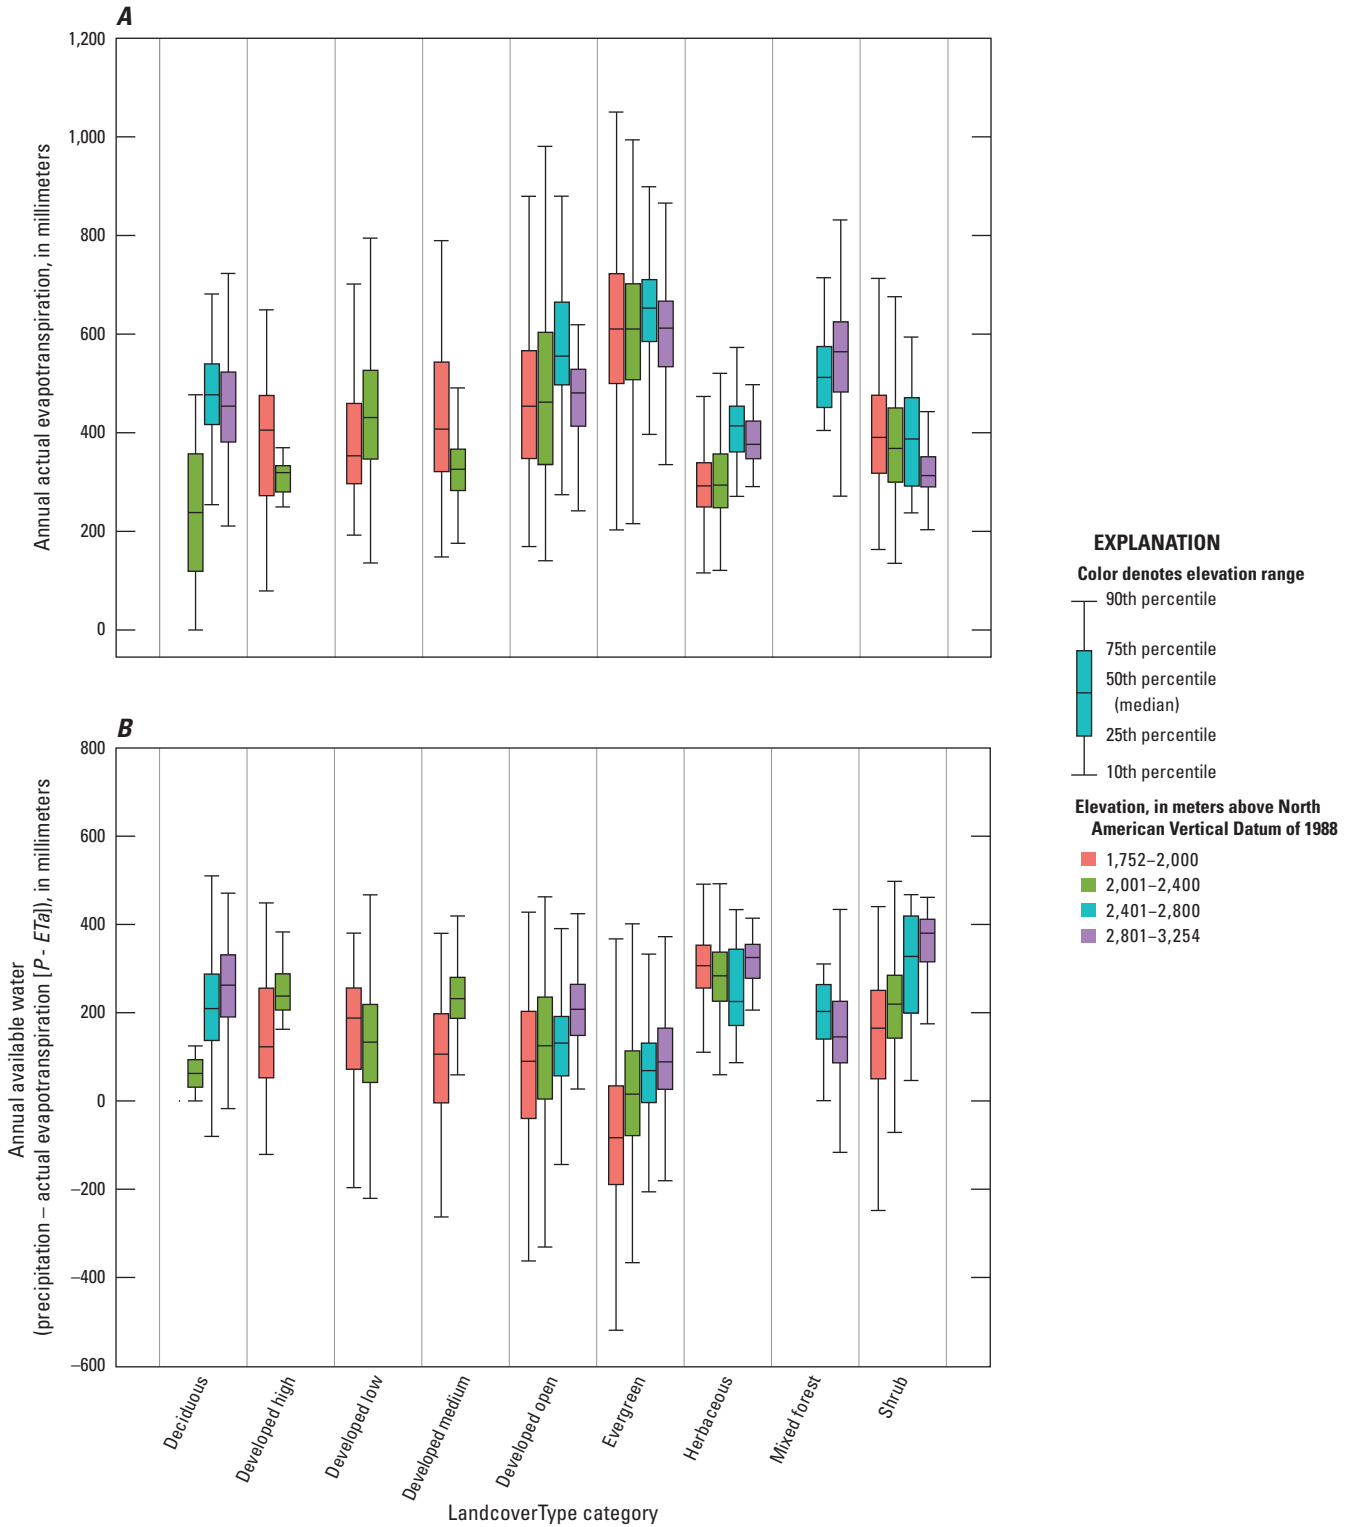 A
1,200
1,000
800
600
400
200
0
Annual actual evapotranspiration, in millimeters
B
800
600
400
200
0
–200
–400
–600
Annual available water
(precipitation – actual evapotranspiration [P - ETa]), in millimeters
Deciduous
Developed high
Developed low
Developed medium
Developed open
Evergreen
Herbaceous
Mixed forest
Shrub
LandcoverType category
EXPLANATION
Color denotes elevation range
90th percentile
75th percentile
50th percentile
(median)
25th percentile
10th percentile
Elevation, in meters above North
American Vertical Datum of 1988
1,752–2,000
2,001–2,400
2,401–2,800
2,801–3,254